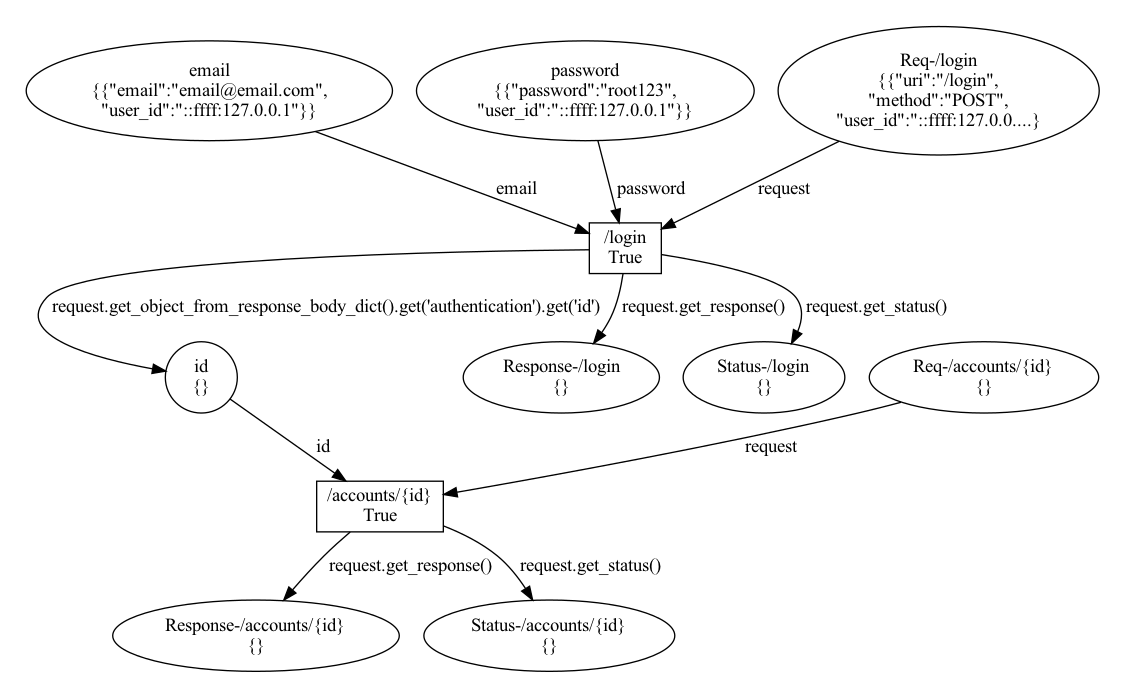 email
{{"email":"email@email.com",
"user_id":"::ffff:127.0.0.1"}}
password
{{"password":"root123",
"user_id":"::ffff:127.0.0.1"}}
Req-/login
{{"uri":"/login",
"method":"POST",
"user_id":"::ffff:127.0.0....}
email
password
request
/login
True
request.get_object_from_response_body_dict().get('authentication').get('id')
request.get_response()
request.get_status()
id
{}
Response-/login
{}
Status-/login
{}
Req-/accounts/{id}
{}
id
request
/accounts/{id}
True
request.get_response()
request.get_status()
Response-/accounts/{id}
{}
Status-/accounts/{id}
{}